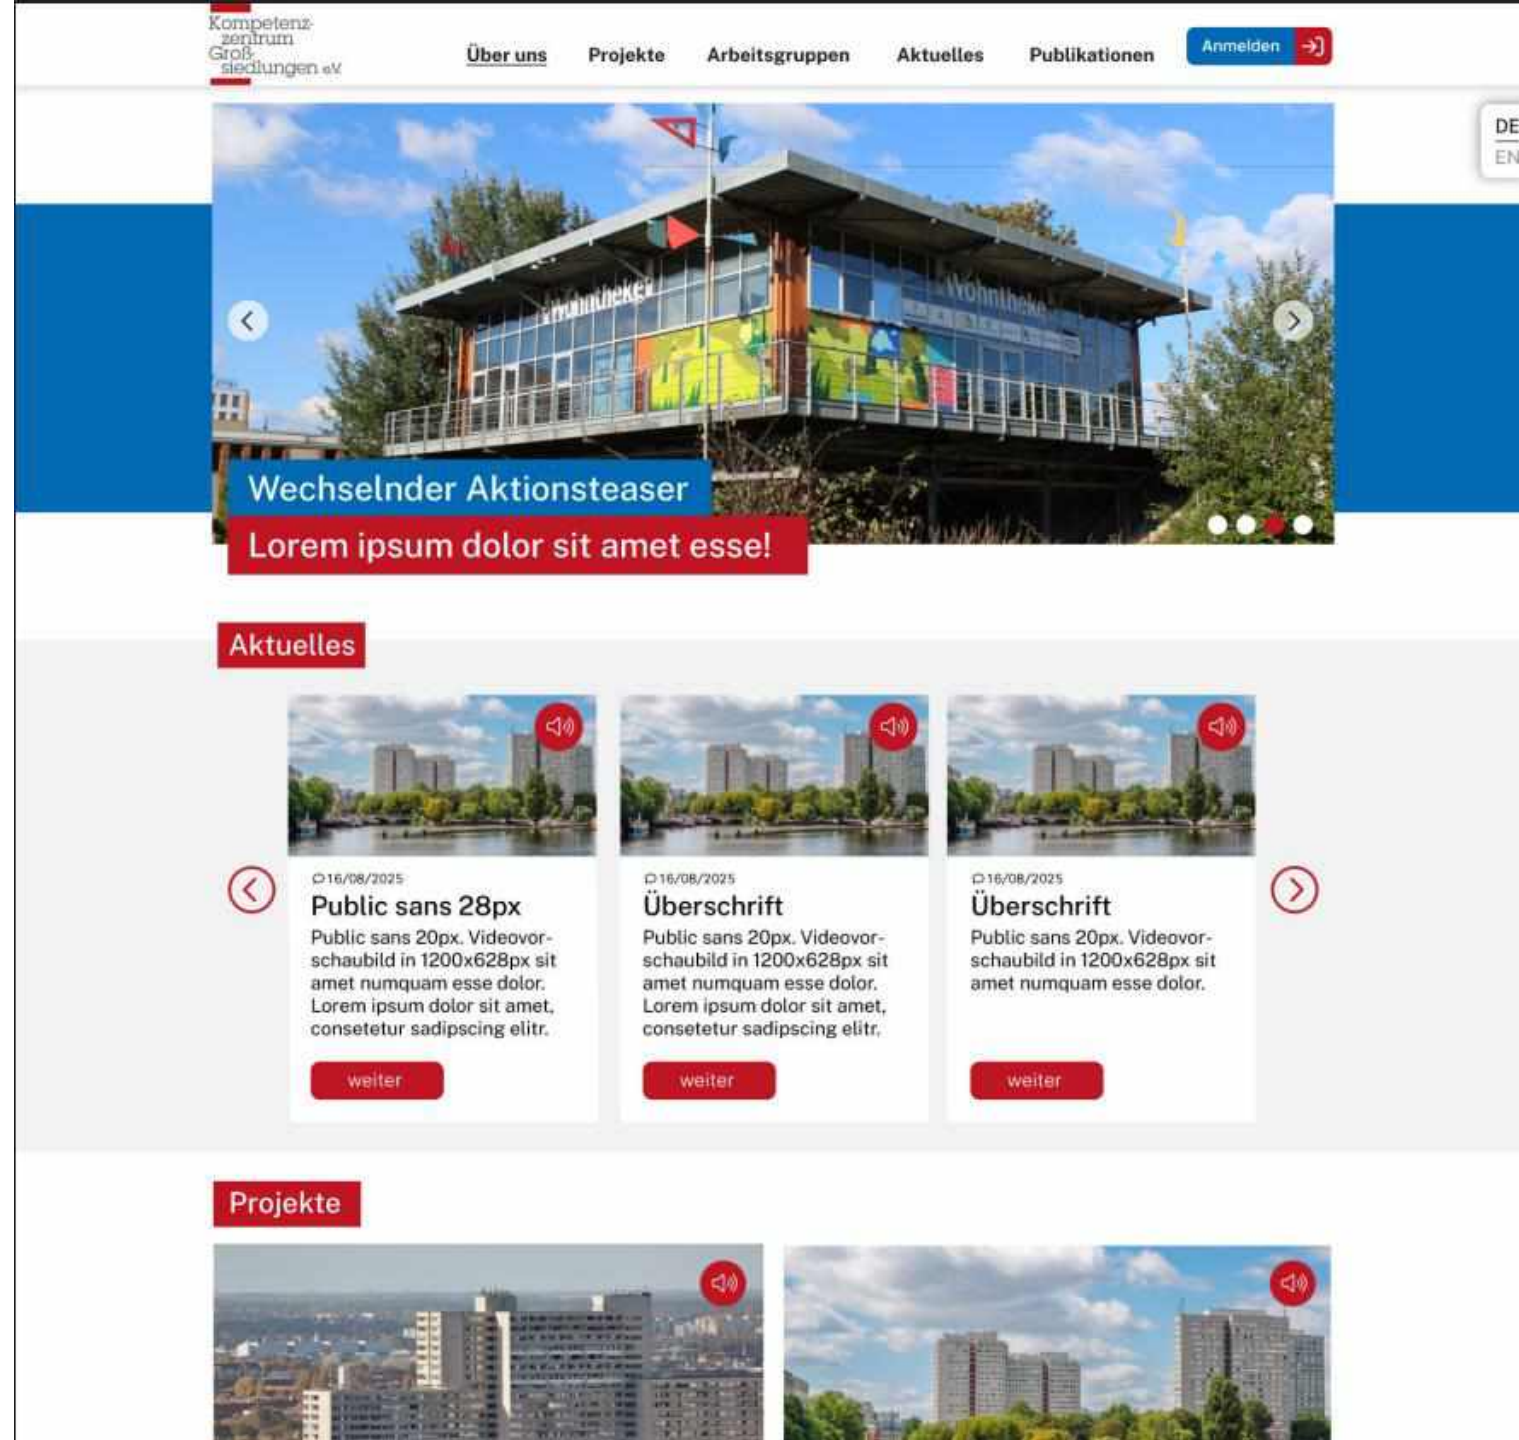 Kompetenz-
zentrum
Groß-
siedlungen e.V.
Über uns
Projekte
Arbeitsgruppen
Aktuelles
Publikationen
Anmelden
DE
EN
Wohntheke
Wohntheke
Wechselnder Aktionsteaser
Lorem ipsum dolor sit amet esse!
Aktuelles
16/08/2025
Public sans 28px
Public sans 20px. Videovor-
schaubild in 1200x628px sit
amet numquam esse dolor.
Lorem ipsum dolor sit amet,
consetetur sadipscing elitr.
weiter
16/08/2025
Überschrift
Public sans 20px. Videovor-
schaubild in 1200x628px sit
amet numquam esse dolor.
Lorem ipsum dolor sit amet,
consetetur sadipscing elitr.
weiter
16/08/2025
Überschrift
Public sans 20px. Videovor-
schaubild in 1200x628px sit
amet numquam esse dolor.
weiter
Projekte